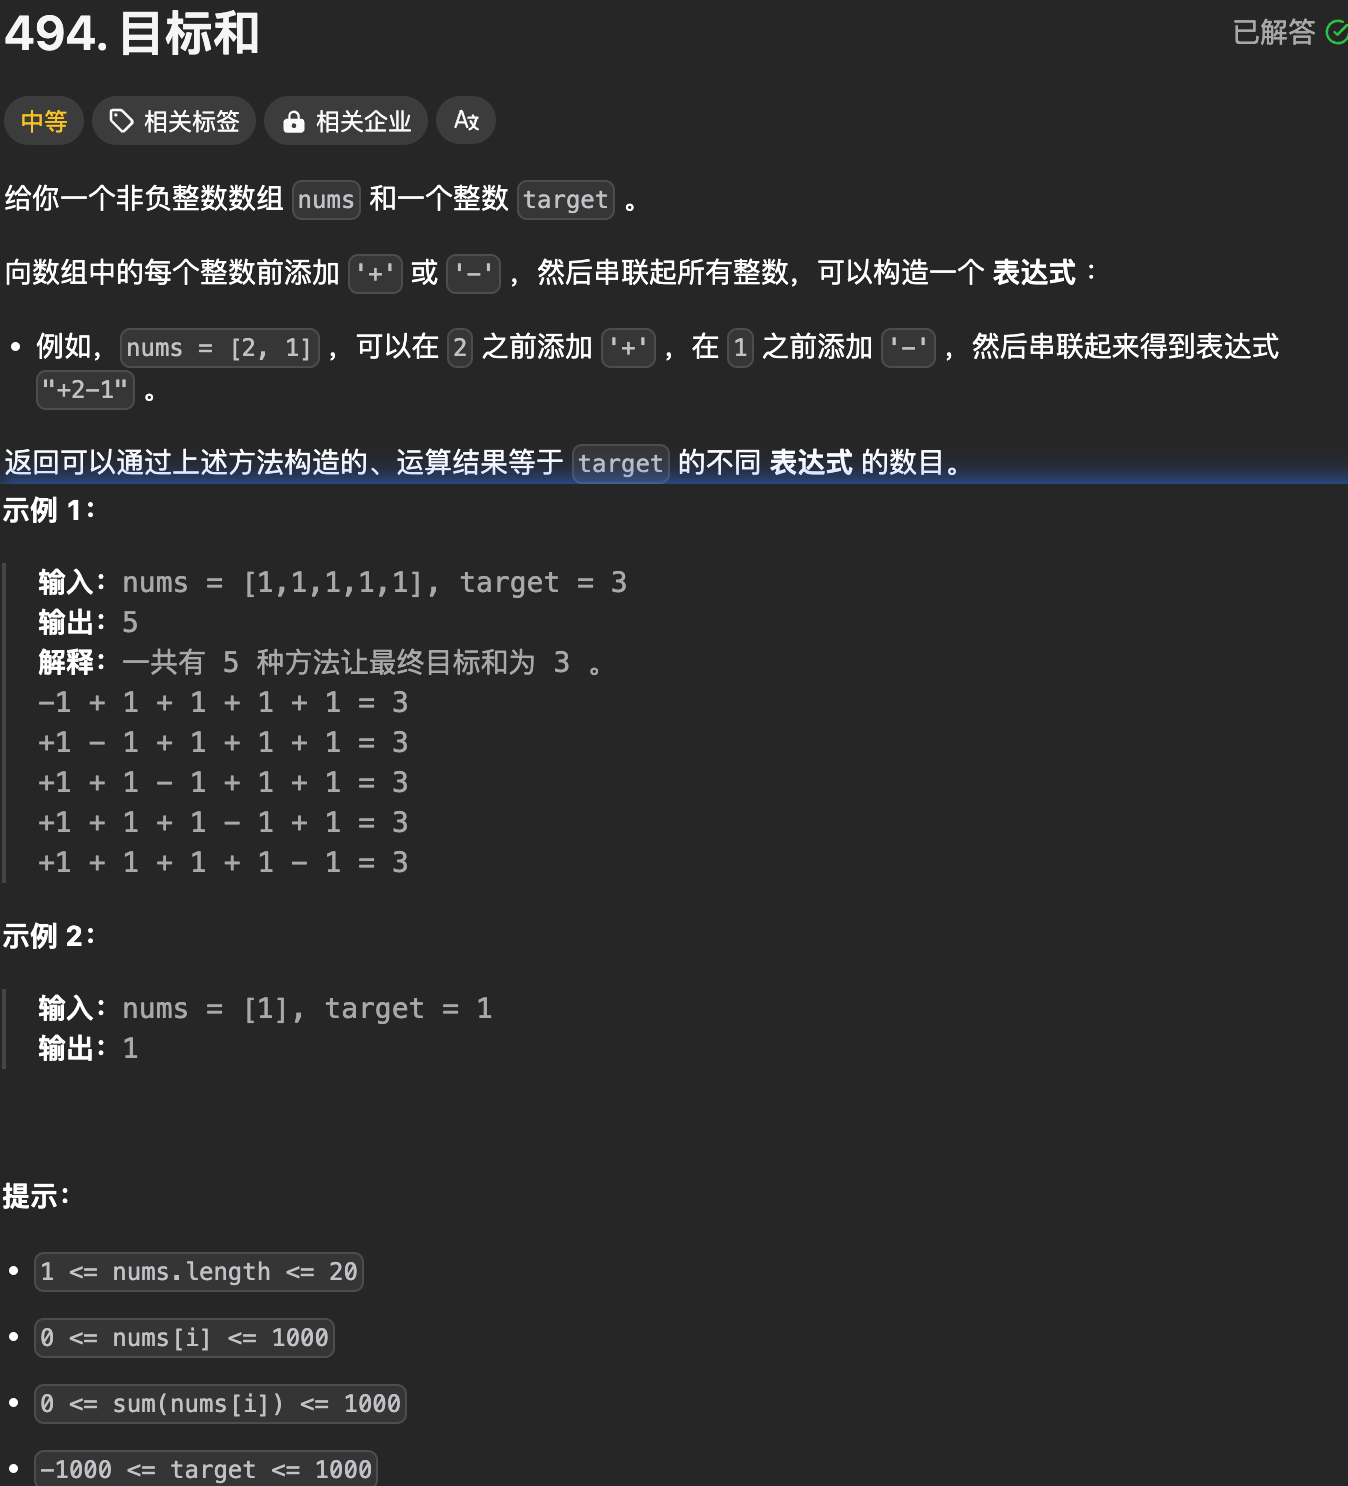 494. 目标和
已解答
中等 相关标签 相关企业
给你一个非负整数数组 nums 和一个整数 target 。
向数组中的每个整数前添加 '+' 或 '-' ，然后串联起所有整数，可以构造一个 表达式 ：
• 例如，nums = [2, 1] ，可以在 2 之前添加 '+' ，在 1 之前添加 '-' ，然后串联起来得到表达式
"+2-1" 。
返回可以通过上述方法构造的、运算结果等于 target 的不同 表达式 的数目。
示例 1：
输入：nums = [1,1,1,1,1], target = 3
输出：5
解释：一共有 5 种方法让最终目标和为 3 。
-1 + 1 + 1 + 1 + 1 = 3
+1 - 1 + 1 + 1 + 1 = 3
+1 + 1 - 1 + 1 + 1 = 3
+1 + 1 + 1 - 1 + 1 = 3
+1 + 1 + 1 + 1 - 1 = 3
示例 2：
输入：nums = [1], target = 1
输出：1
提示：
• 1 <= nums.length <= 20
• 0 <= nums[i] <= 1000
• 0 <= sum(nums[i]) <= 1000
• -1000 <= target <= 1000